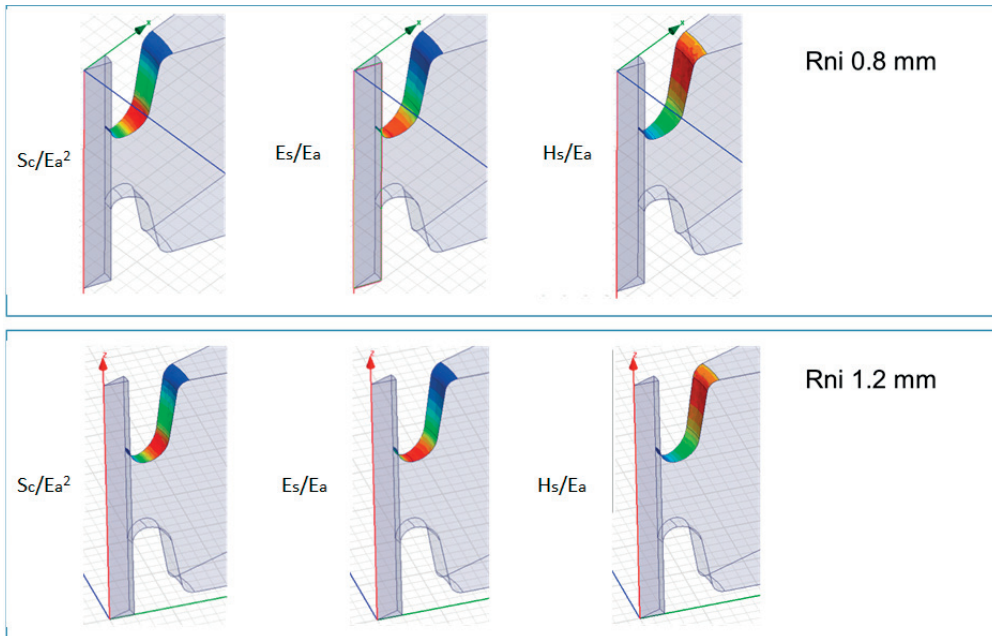 Rni 0.8 mm
Sc/Ea²
Es/Ea
Hs/Ea
Rni 1.2 mm
Sc/Ea²
Es/Ea
Hs/Ea